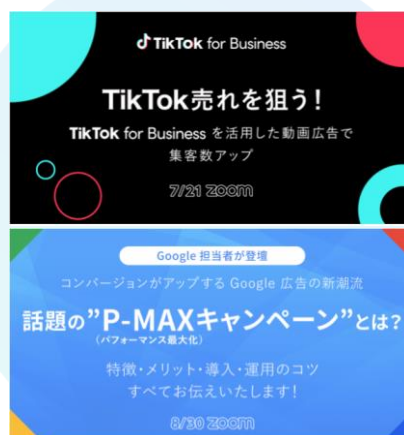 TikTok for Business
TikTok売れを狙う!
TikTok for Business を活用した動画広告で
集客数アップ
7/21 ZOOM
Google 担当者が登壇
コンバージョンがアップする Google 広告の新潮流
話題の”P-MAXキャンペーン”とは?
(パフォーマンス最大化)
特徴・メリット・導入・運用のコツ
すべてお伝えいたします!
8/30 ZOOM